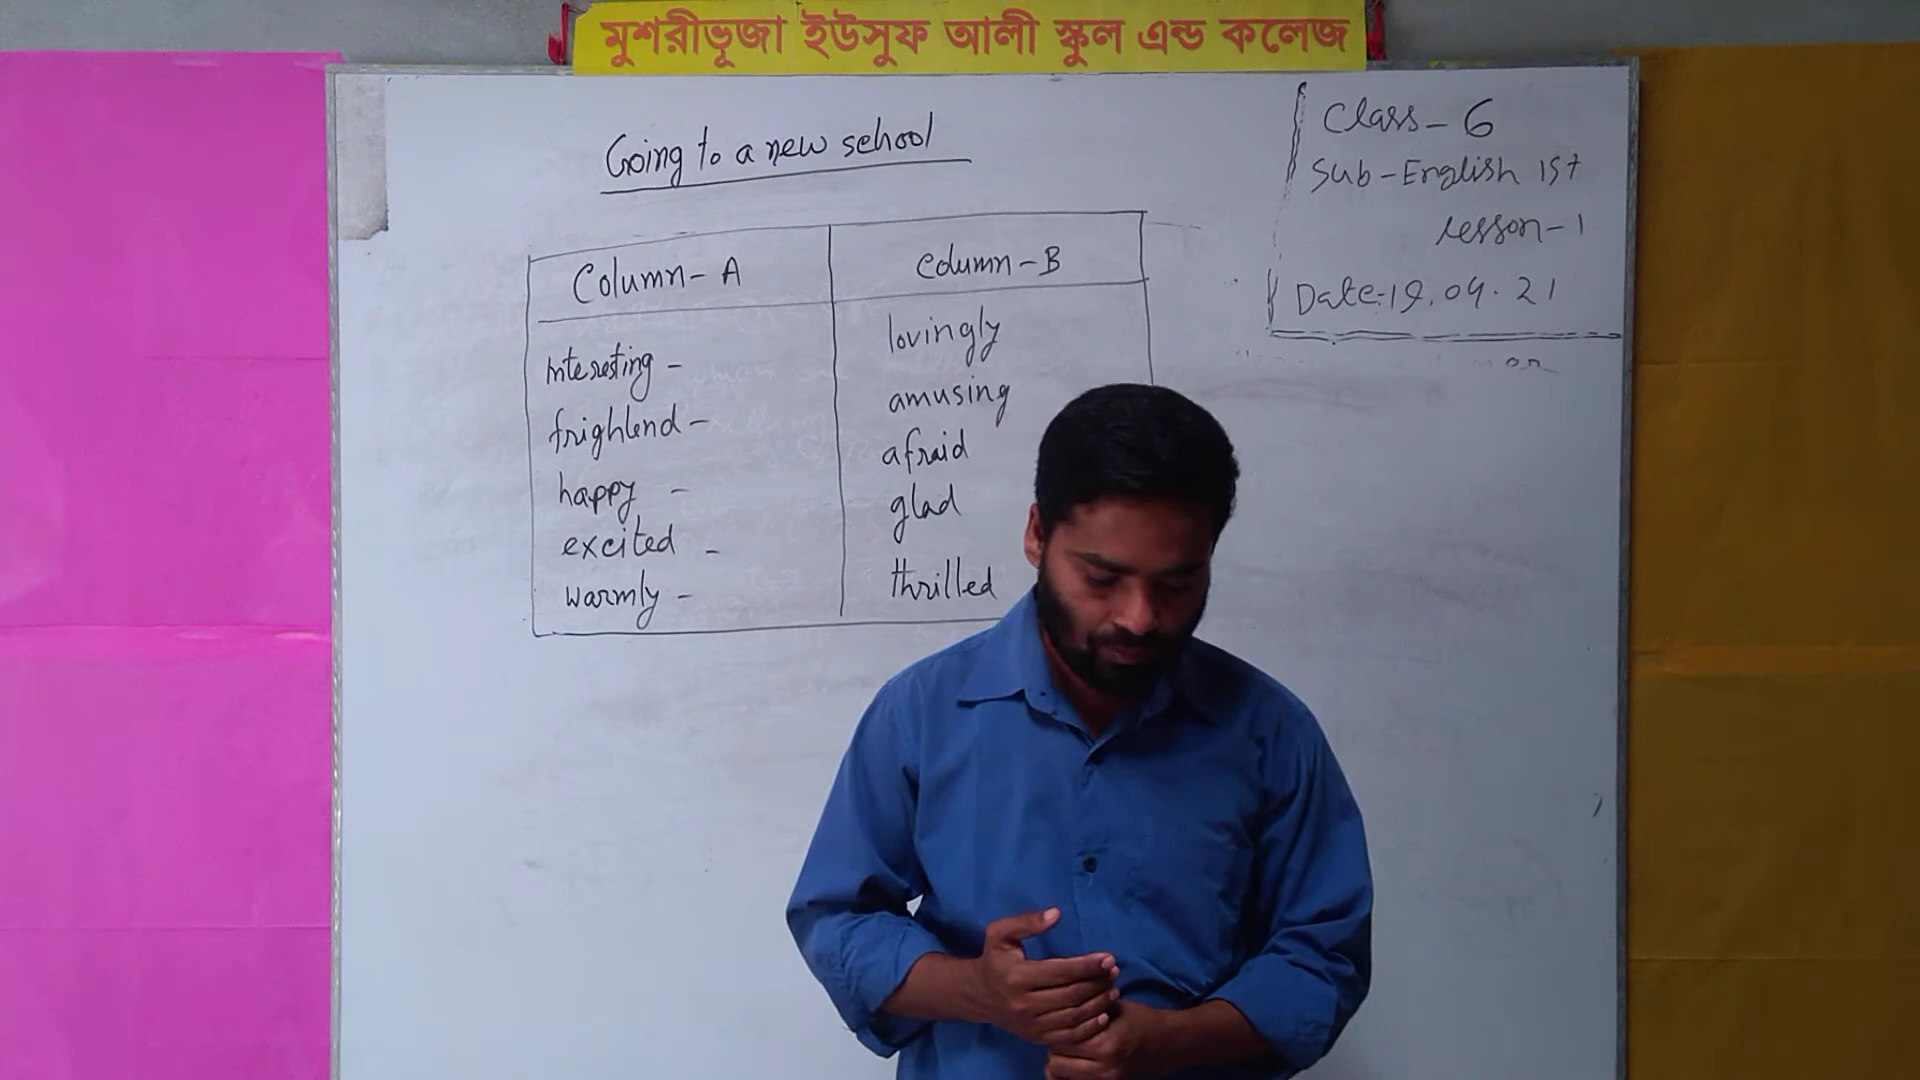 মুশরীভূজা ইউসুফ আলী স্কুল এন্ড কলেজ
Going to a new school
Class - 6
Sub - English 1st
lesson - 1
Date: 19.04.21
Column - A
Column - B
Interesting -
lovingly
frightend -
amusing
happy -
afraid
excited -
glad
warmly -
thrilled